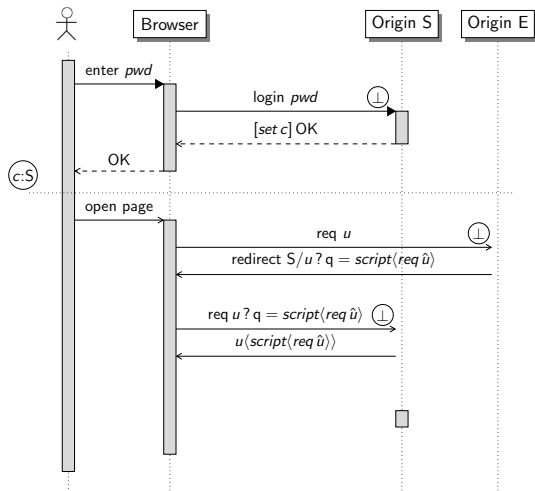 Browser
Origin S
Origin E
enter pwd
login pwd
⊥
[set c] OK
OK
c:S
open page
req u
⊥
redirect S/u ? q = script⟨req û⟩
req u ? q = script⟨req û⟩
⊥
u⟨script⟨req û⟩⟩